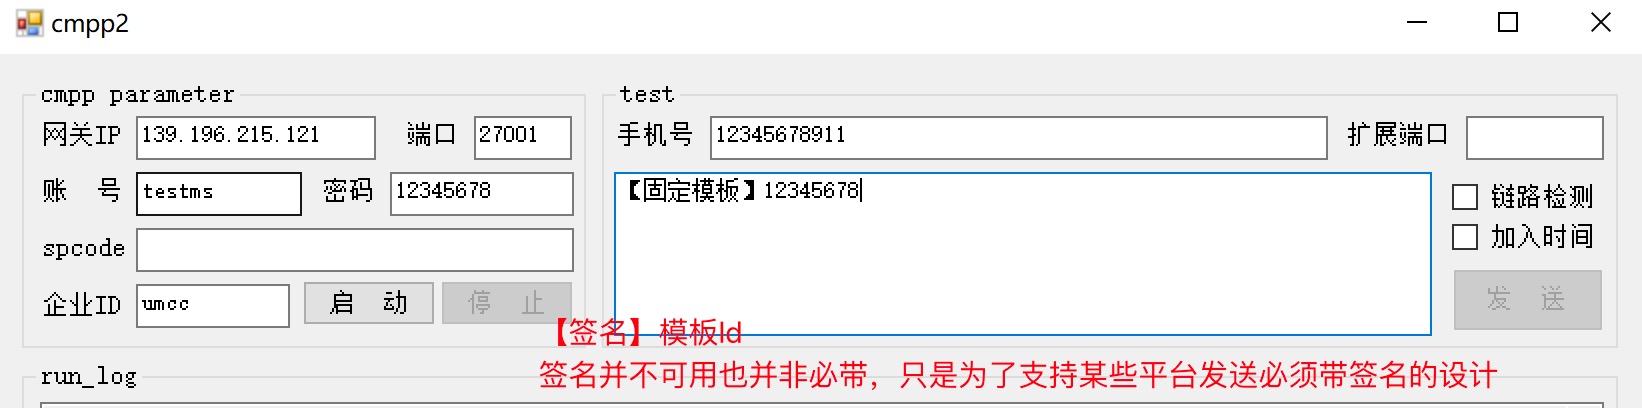 cmpp2
cmpp parameter
网关IP 139.196.215.121 端口 27001
账 号 testms 密码 12345678
spcode
企业ID umcc 启 动 停 止
test
手机号 12345678911 扩展端口
【固定模板】12345678
链路检测
加入时间
发 送
【签名】模板Id
签名并不可用也并非必带，只是为了支持某些平台发送必须带签名的设计
run_log